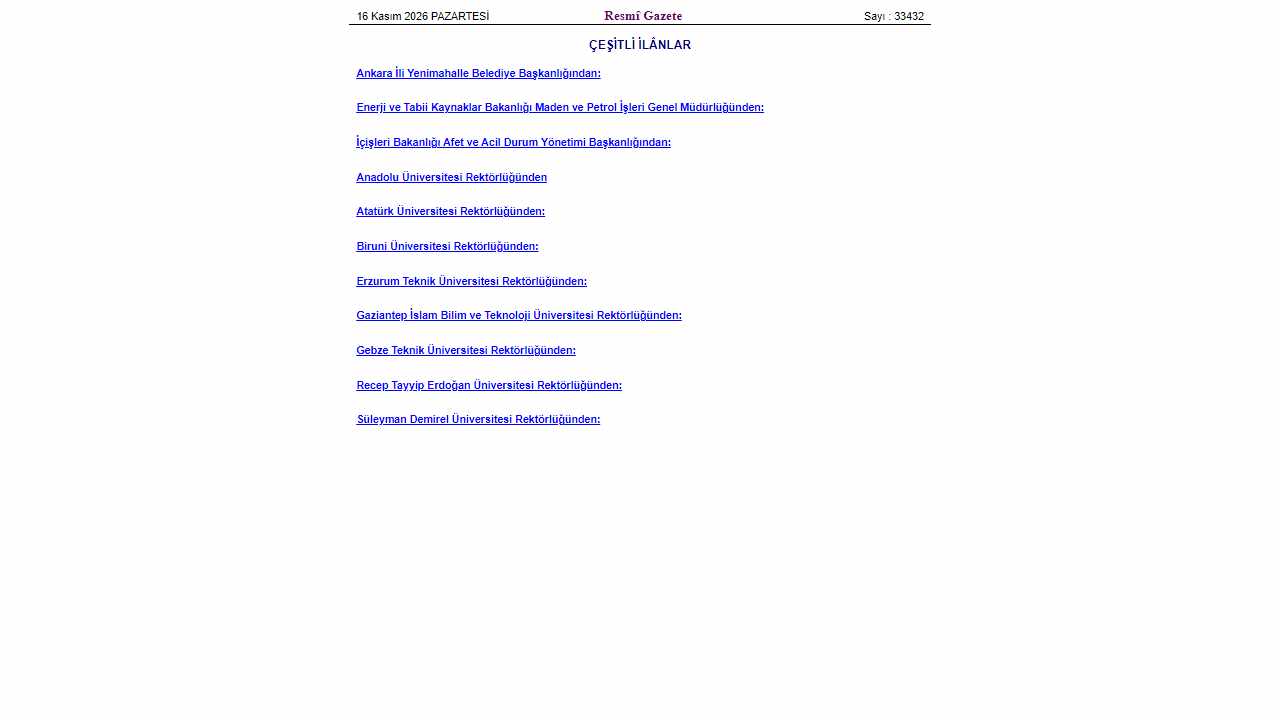 16 Kasım 2026 PAZARTESİ Resmî Gazete Sayı : 33432
ÇEŞİTLİ İLÂNLAR
Ankara İli Yenimahalle Belediye Başkanlığından:
Enerji ve Tabii Kaynaklar Bakanlığı Maden ve Petrol İşleri Genel Müdürlüğünden:
İçişleri Bakanlığı Afet ve Acil Durum Yönetimi Başkanlığından:
Anadolu Üniversitesi Rektörlüğünden
Atatürk Üniversitesi Rektörlüğünden:
Biruni Üniversitesi Rektörlüğünden:
Erzurum Teknik Üniversitesi Rektörlüğünden:
Gaziantep İslam Bilim ve Teknoloji Üniversitesi Rektörlüğünden:
Gebze Teknik Üniversitesi Rektörlüğünden:
Recep Tayyip Erdoğan Üniversitesi Rektörlüğünden:
Süleyman Demirel Üniversitesi Rektörlüğünden: